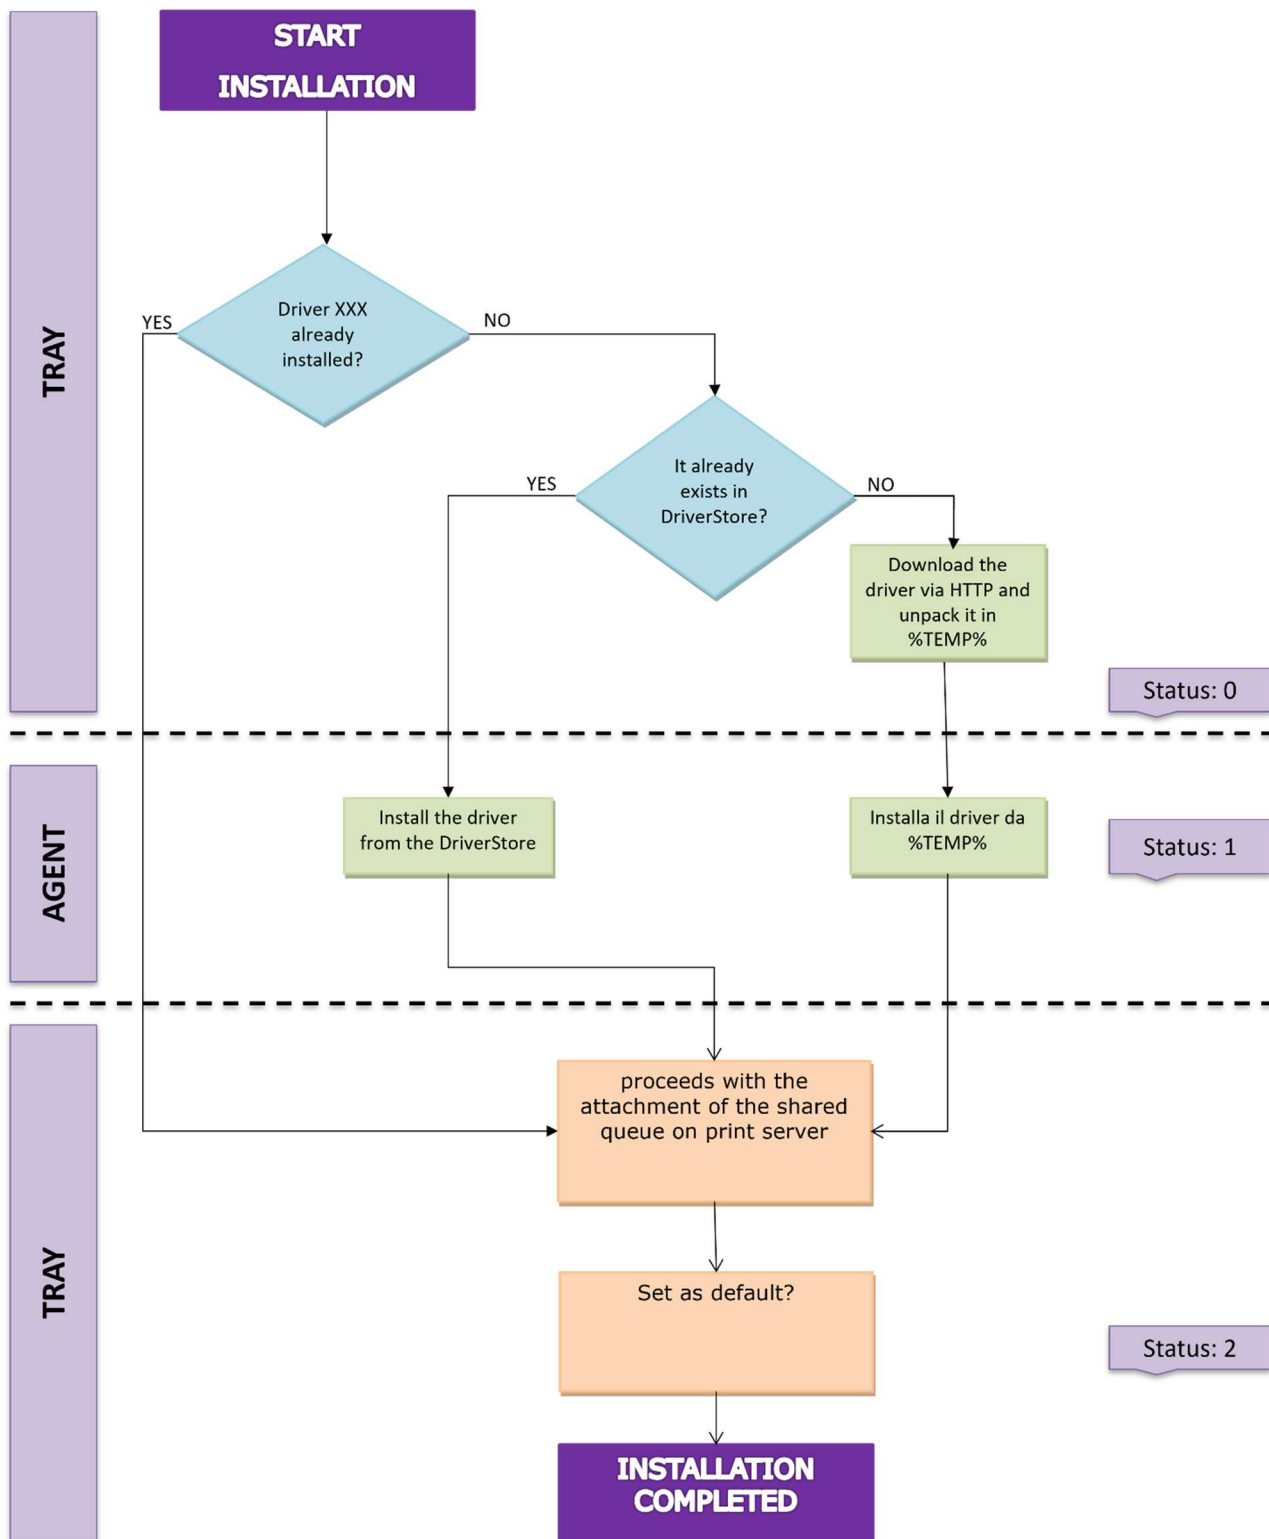 START
INSTALLATION
TRAY
Driver XXX
already
installed?
YES
NO
It already
exists in
DriverStore?
YES
NO
Download the
driver via HTTP and
unpack it in
%TEMP%
Status: 0
AGENT
Install the driver
from the DriverStore
Installa il driver da
%TEMP%
Status: 1
TRAY
proceeds with the
attachment of the shared
queue on print server
Set as default?
Status: 2
INSTALLATION
COMPLETED